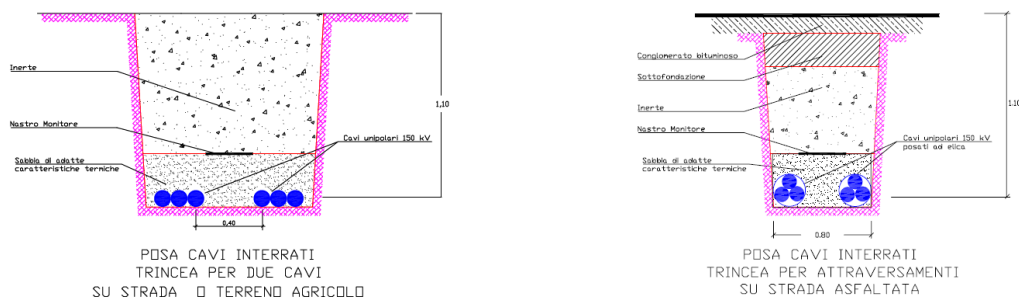 Inerte
Nastro Monitore
Sabbia di adatte
caratteristiche termiche
Cavi unipolari 150 kV
1,10
0,40
POSA CAVI INTERRATI
TRINCEA PER DUE CAVI
SU STRADA O TERRENO AGRICOLO
Conglomerato bituminoso
Sottofondazione
Inerte
Nastro Monitore
Sabbia di adatte
caratteristiche termiche
Cavi unipolari 150 kV
posati ad elica
1.10
0.80
POSA CAVI INTERRATI
TRINCEA PER ATTRAVERSAMENTI
SU STRADA ASFALTATA